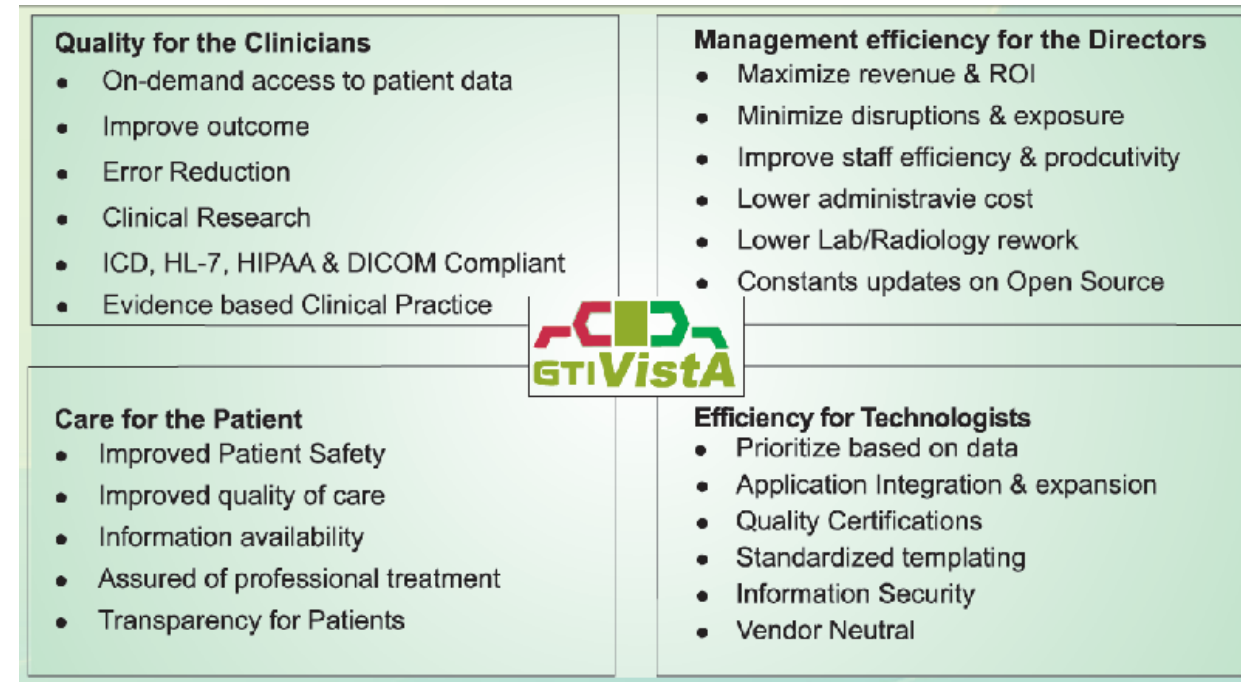 Quality for the Clinicians
• On-demand access to patient data
• Improve outcome
• Error Reduction
• Clinical Research
• ICD, HL-7, HIPAA & DICOM Compliant
• Evidence based Clinical Practice
Management efficiency for the Directors
• Maximize revenue & ROI
• Minimize disruptions & exposure
• Improve staff efficiency & prodcutivity
• Lower administravie cost
• Lower Lab/Radiology rework
• Constants updates on Open Source
GTIVistA
Care for the Patient
• Improved Patient Safety
• Improved quality of care
• Information availability
• Assured of professional treatment
• Transparency for Patients
Efficiency for Technologists
• Prioritize based on data
• Application Integration & expansion
• Quality Certifications
• Standardized templating
• Information Security
• Vendor Neutral